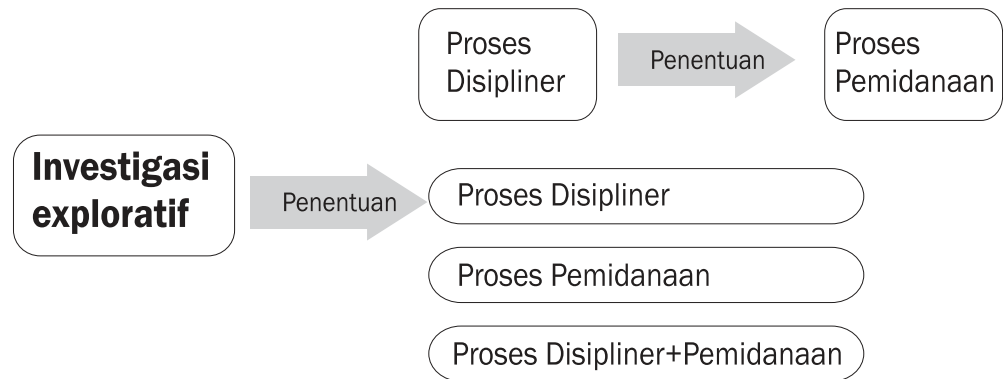 Proses
Disipliner
Penentuan
Proses
Pemidanaan
Investigasi
exploratif
Penentuan
Proses Disipliner
Proses Pemidanaan
Proses Disipliner+Pemidanaan